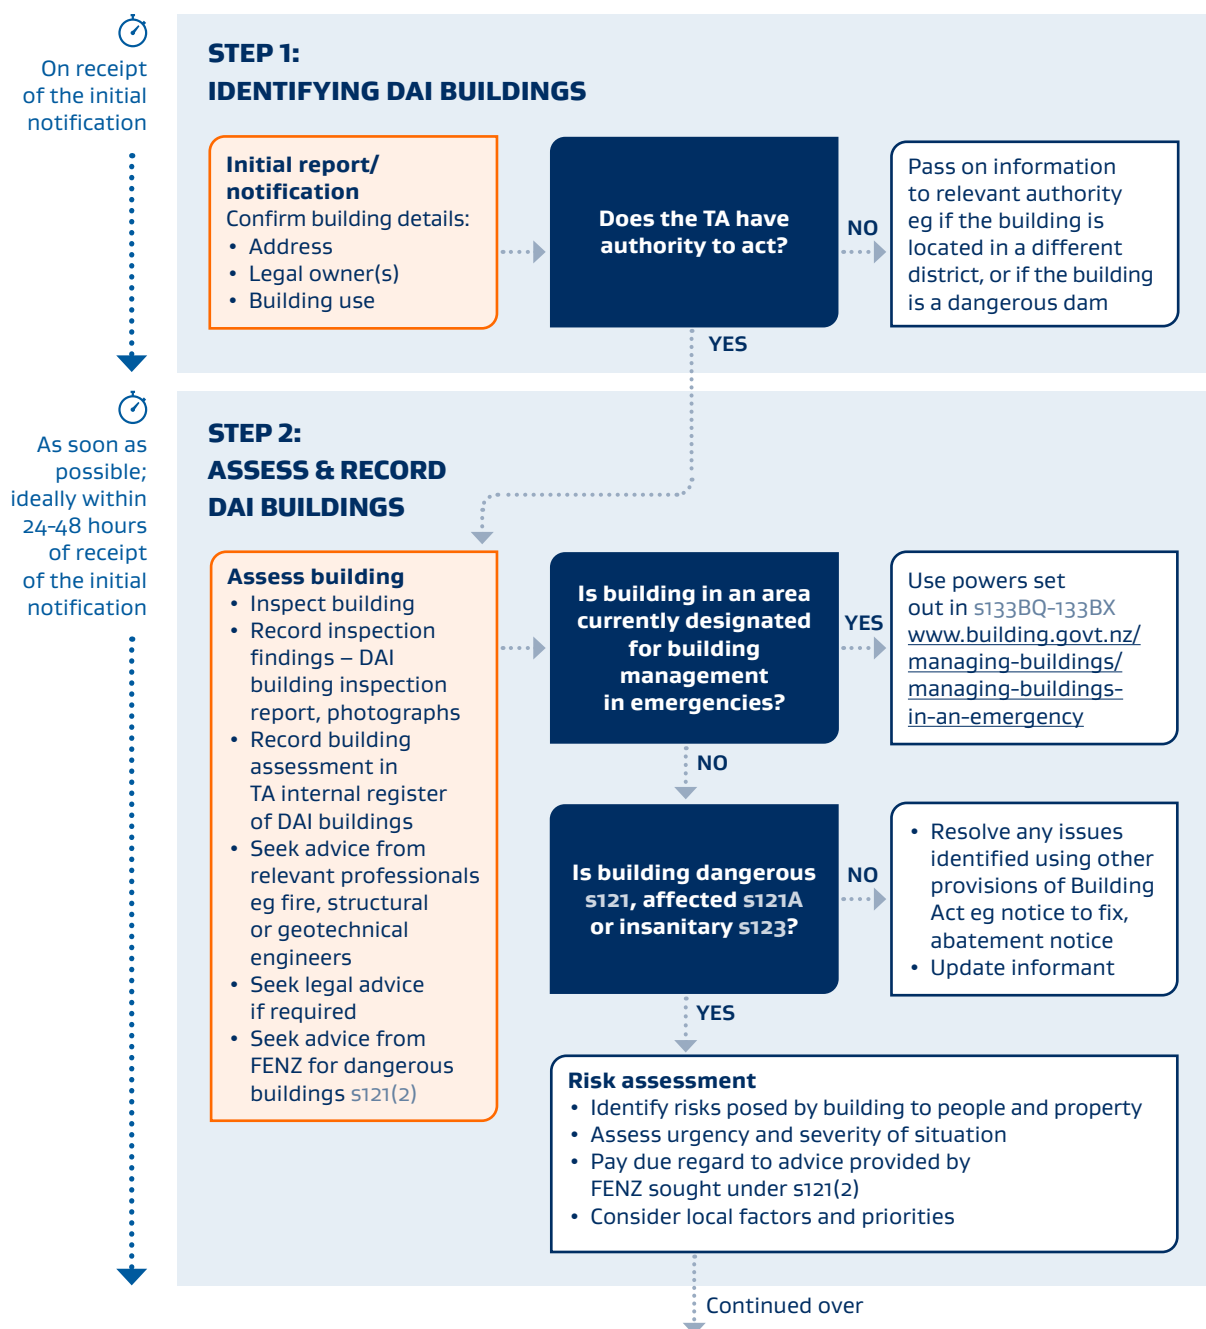 On receipt
of the initial
notification
STEP 1:
IDENTIFYING DAI BUILDINGS
Initial report/
notification
Confirm building details:
• Address
• Legal owner(s)
• Building use
Does the TA have
authority to act?
NO
Pass on information
to relevant authority
eg if the building is
located in a different
district, or if the building
is a dangerous dam
YES
As soon as
possible;
ideally within
24-48 hours
of receipt
of the initial
notification
STEP 2:
ASSESS & RECORD
DAI BUILDINGS
Assess building
• Inspect building
• Record inspection
findings – DAI
building inspection
report, photographs
• Record building
assessment in
TA internal register
of DAI buildings
• Seek advice from
relevant professionals
eg fire, structural
or geotechnical
engineers
• Seek legal advice
if required
• Seek advice from
FENZ for dangerous
buildings s121(2)
Is building in an area
currently designated
for building
management
in emergencies?
YES
Use powers set
out in s133BQ-133BX
www.building.govt.nz/
managing-buildings/
managing-buildings-
in-an-emergency
NO
Is building dangerous
s121, affected s121A
or insanitary s123?
NO
• Resolve any issues
identified using other
provisions of Building
Act eg notice to fix,
abatement notice
• Update informant
YES
Risk assessment
• Identify risks posed by building to people and property
• Assess urgency and severity of situation
• Pay due regard to advice provided by
FENZ sought under s121(2)
• Consider local factors and priorities
Continued over